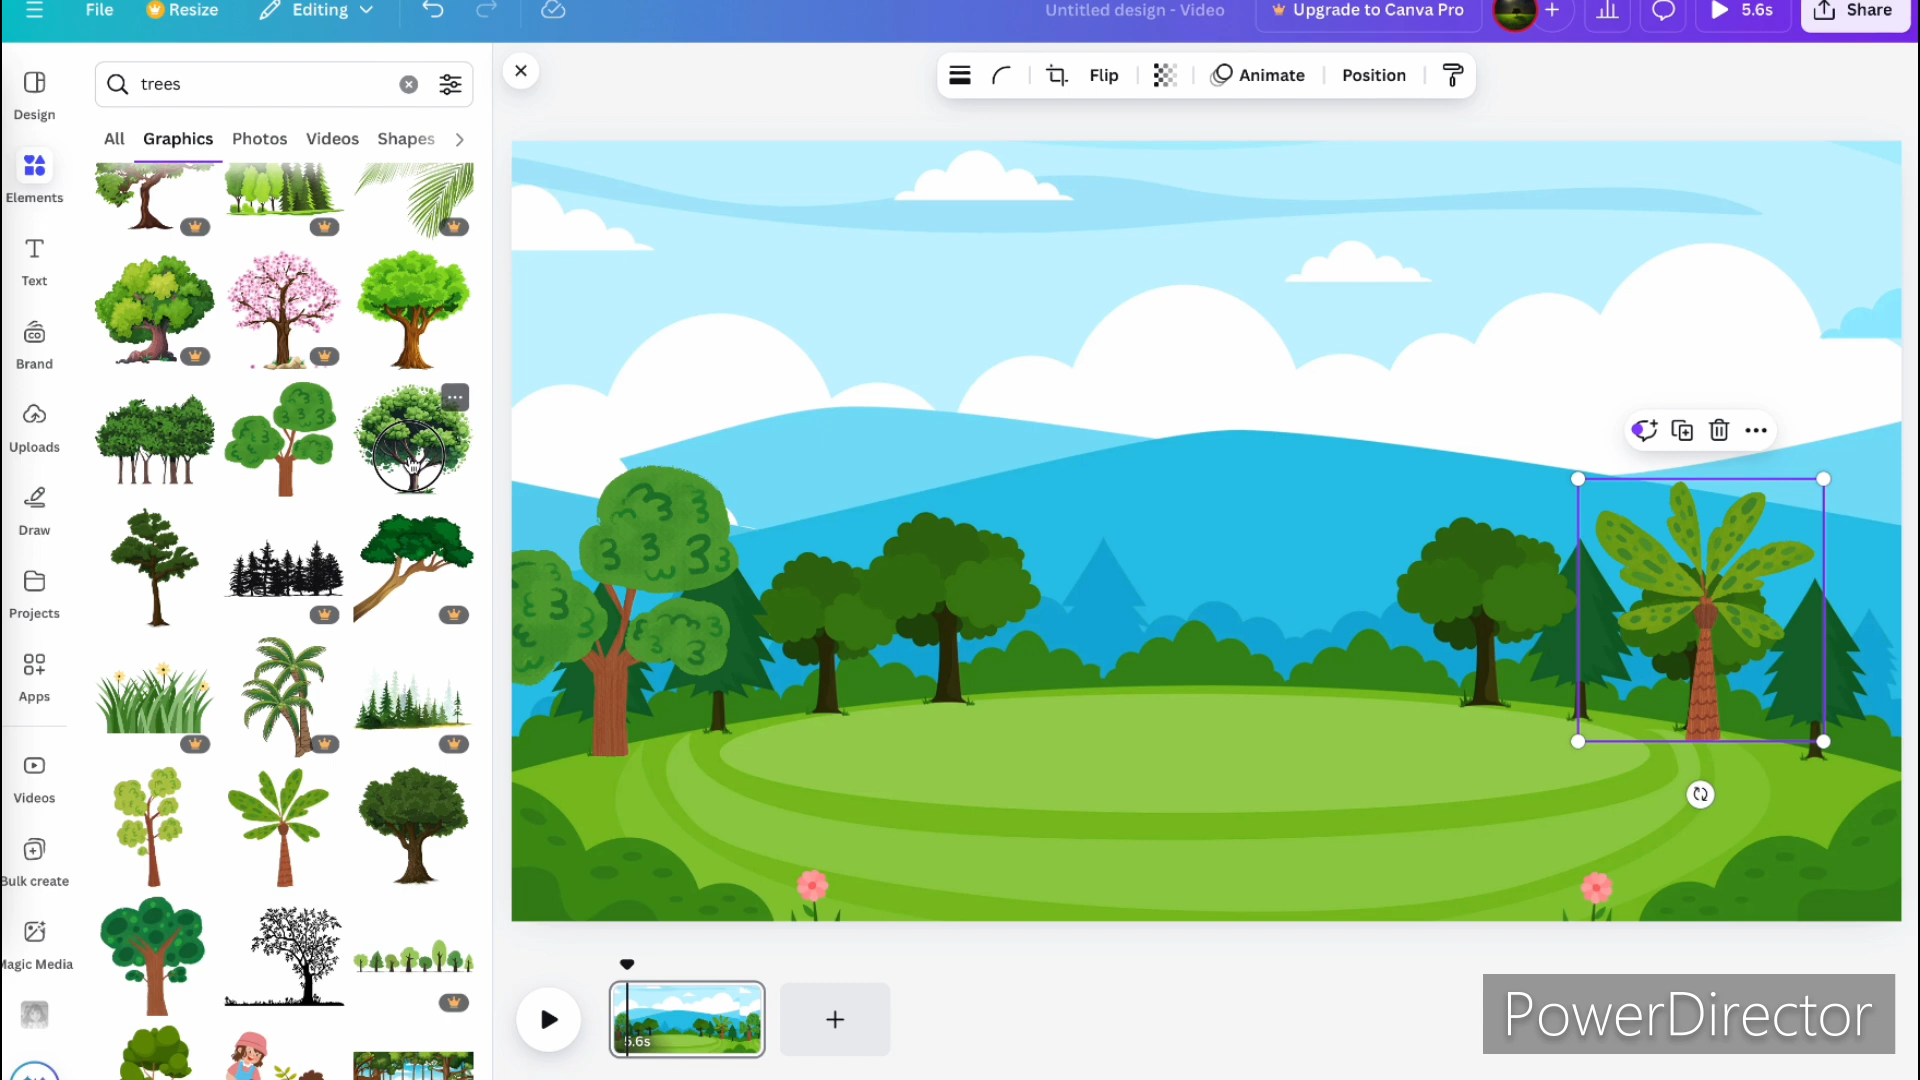 File
Resize
Editing
Untitled design - Video
Upgrade to Canva Pro
5.6s
Share
Design
Elements
Text
Brand
Uploads
Draw
Projects
Apps
Videos
Bulk create
Magic Media
trees
All
Graphics
Photos
Videos
Shapes
Flip
Animate
Position
5.6s
PowerDirector